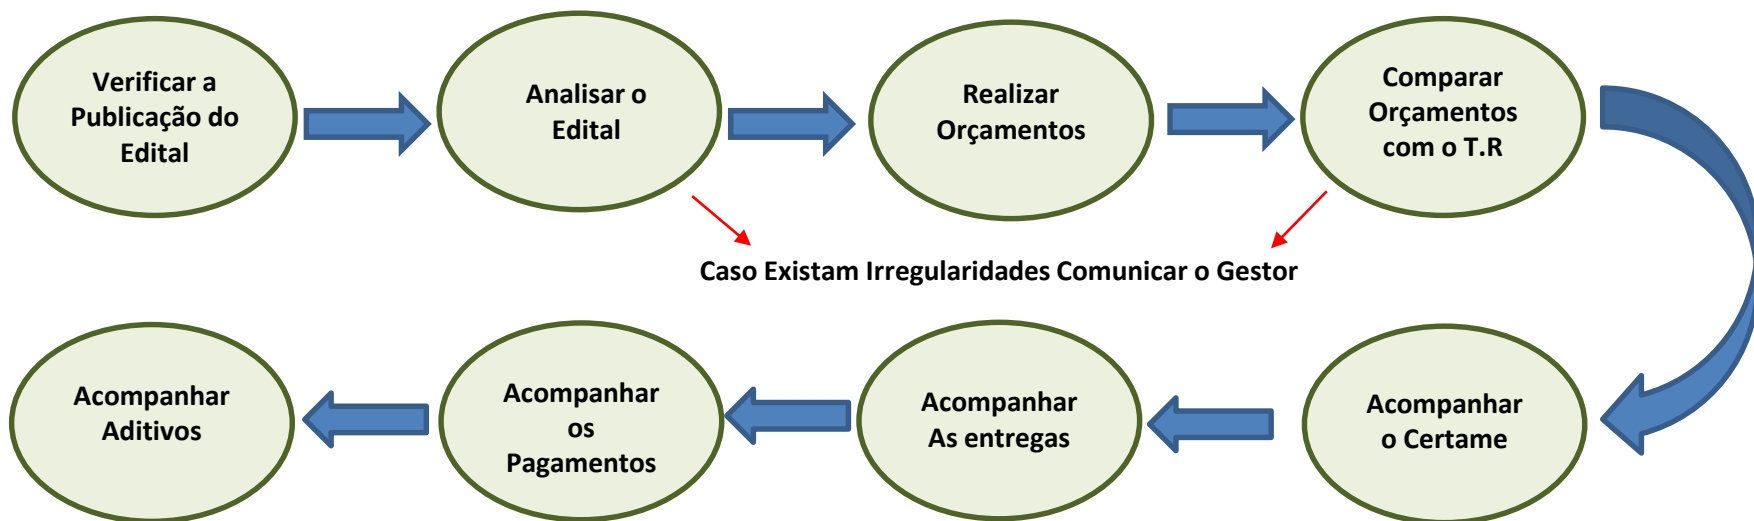 Verificar a
Publicação do
Edital
Analisar o
Edital
Realizar
Orçamentos
Comparar
Orçamentos
com o T.R
Caso Existam Irregularidades Comunicar o Gestor
Acompanhar
o Certame
Acompanhar
As entregas
Acompanhar
os
Pagamentos
Acompanhar
Aditivos